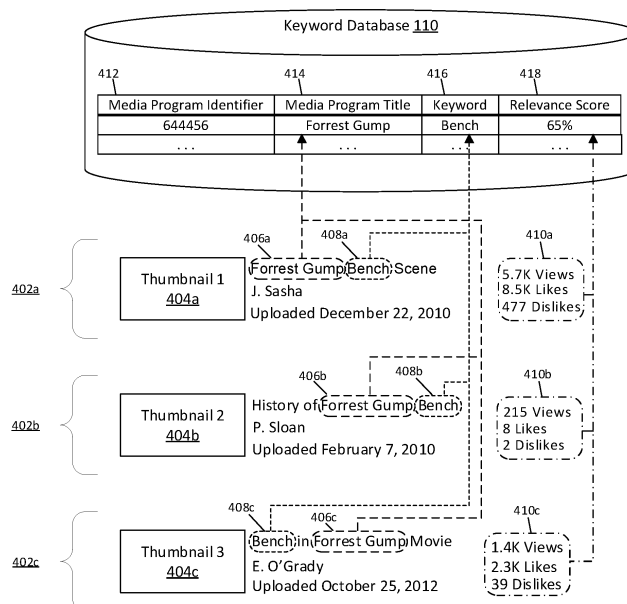 Keyword Database 110
412 414 416 418
Media Program Identifier Media Program Title Keyword Relevance Score
644456 Forrest Gump Bench 65%
. . . . . . . . . . . .
406a 408a 410a
402a
Thumbnail 1
404a
Forrest Gump Bench Scene
J. Sasha
Uploaded December 22, 2010
5.7K Views
8.5K Likes
477 Dislikes
406b 408b 410b
402b
Thumbnail 2
404b
History of Forrest Gump Bench
P. Sloan
Uploaded February 7, 2010
215 Views
8 Likes
2 Dislikes
408c 406c 410c
402c
Thumbnail 3
404c
Bench in Forrest Gump Movie
E. O'Grady
Uploaded October 25, 2012
1.4K Views
2.3K Likes
39 Dislikes